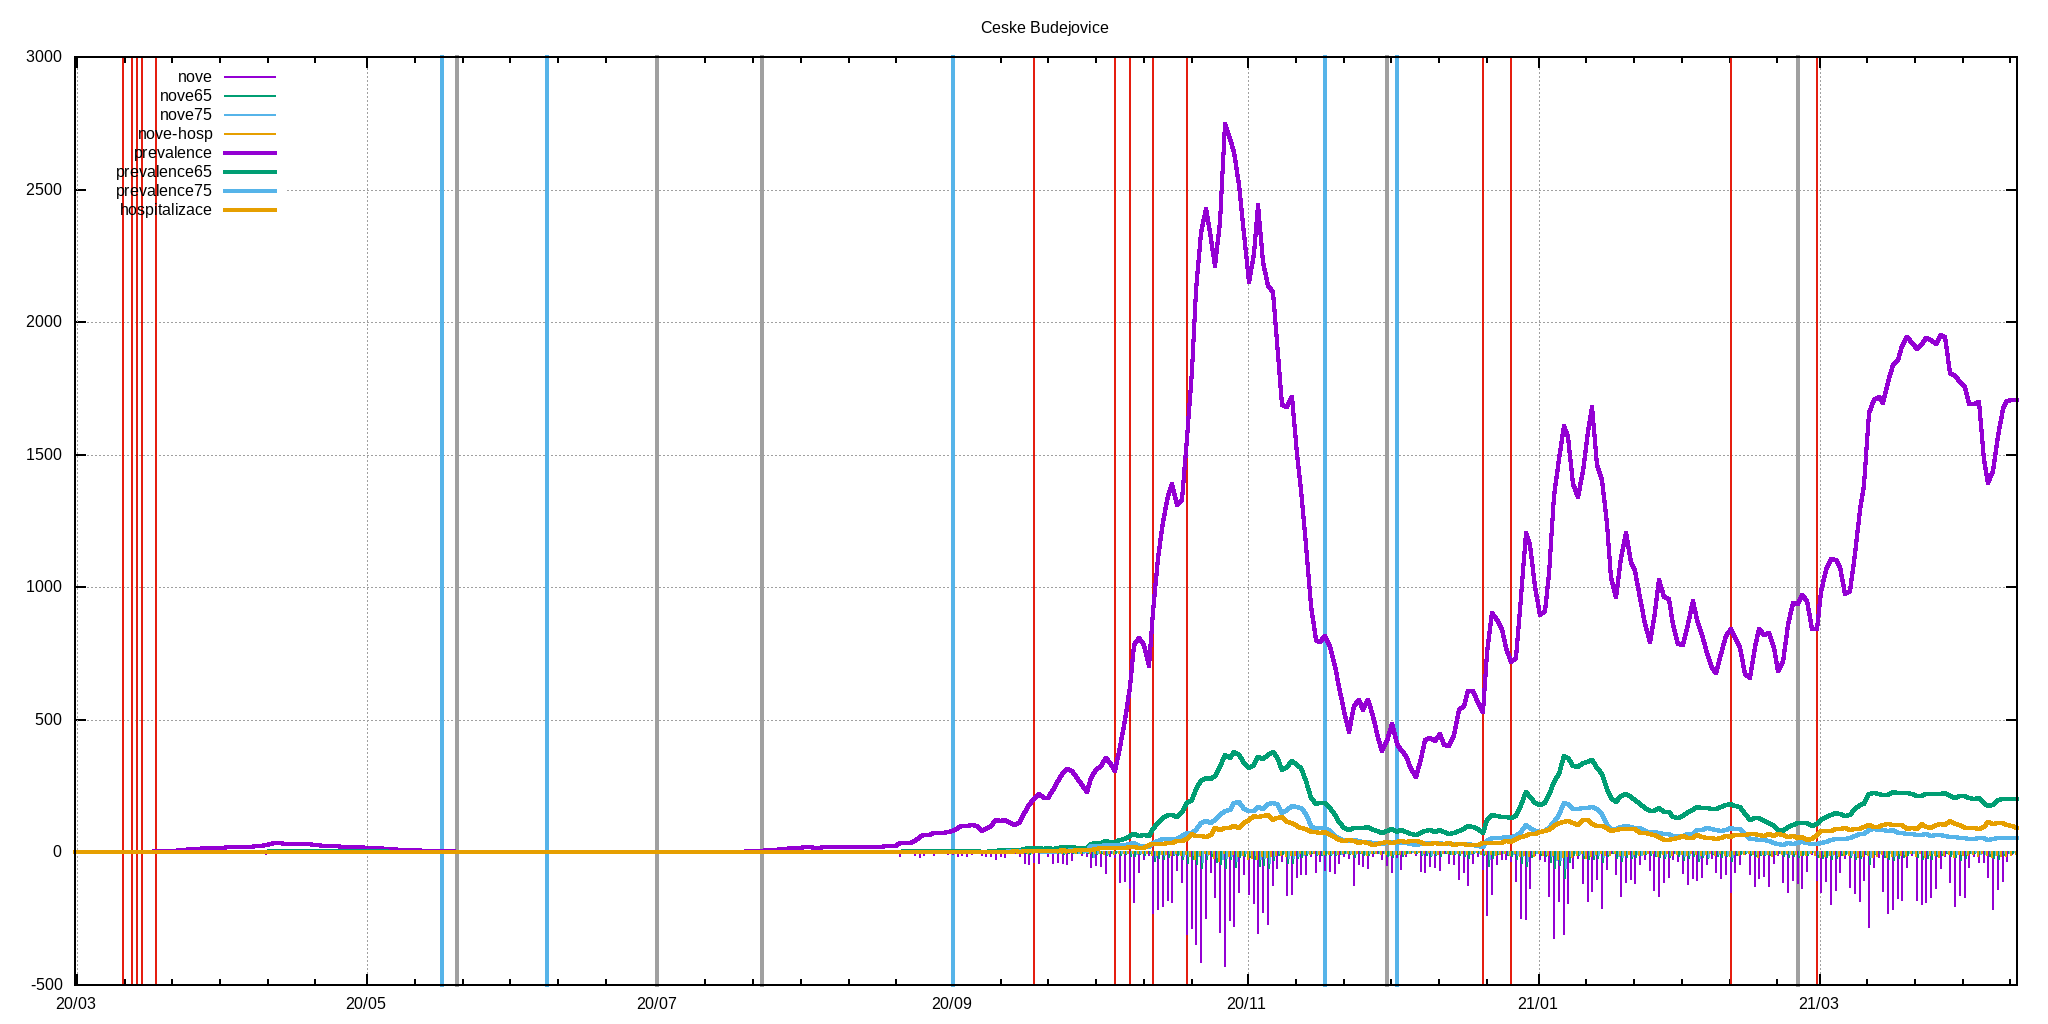 Ceske Budejovice
3000
2500
2000
1500
1000
500
0
-500
nove
nove65
nove75
nove-hosp
prevalence
prevalence65
prevalence75
hospitalizace
20/03 20/05 20/07 20/09 20/11 21/01 21/03